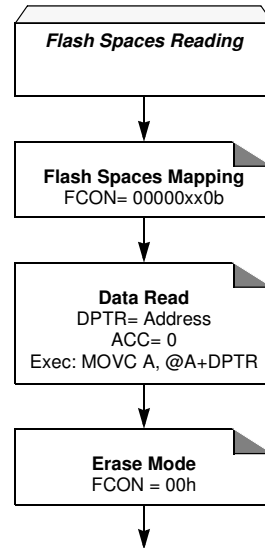 Flash Spaces Reading
Flash Spaces Mapping
FCON= 00000xx0b
Data Read
DPTR= Address
ACC= 0
Exec: MOVC A, @A+DPTR
Erase Mode
FCON = 00h